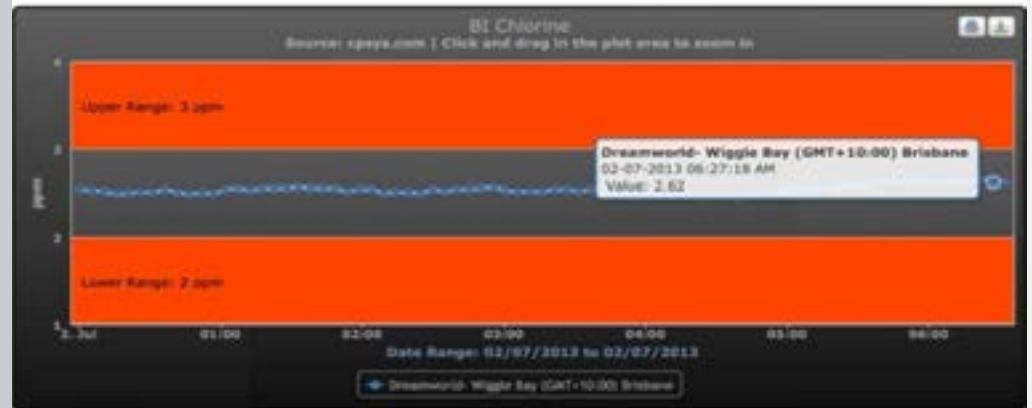 BI Chlorine
Source: cpsya.com | Click and drag in the plot area to zoom in
4
Upper Range: 3 ppm
3
Dreamworld- Wiggle Bay (GMT+10:00) Brisbane
02-07-2013 06:27:18 AM
Value: 2.62
ppm
2
Lower Range: 2 ppm
1
2. Jul 01:00 02:00 03:00 04:00 05:00 06:00
Date Range: 02/07/2013 to 02/07/2013
Dreamworld- Wiggle Bay (GMT+10:00) Brisbane